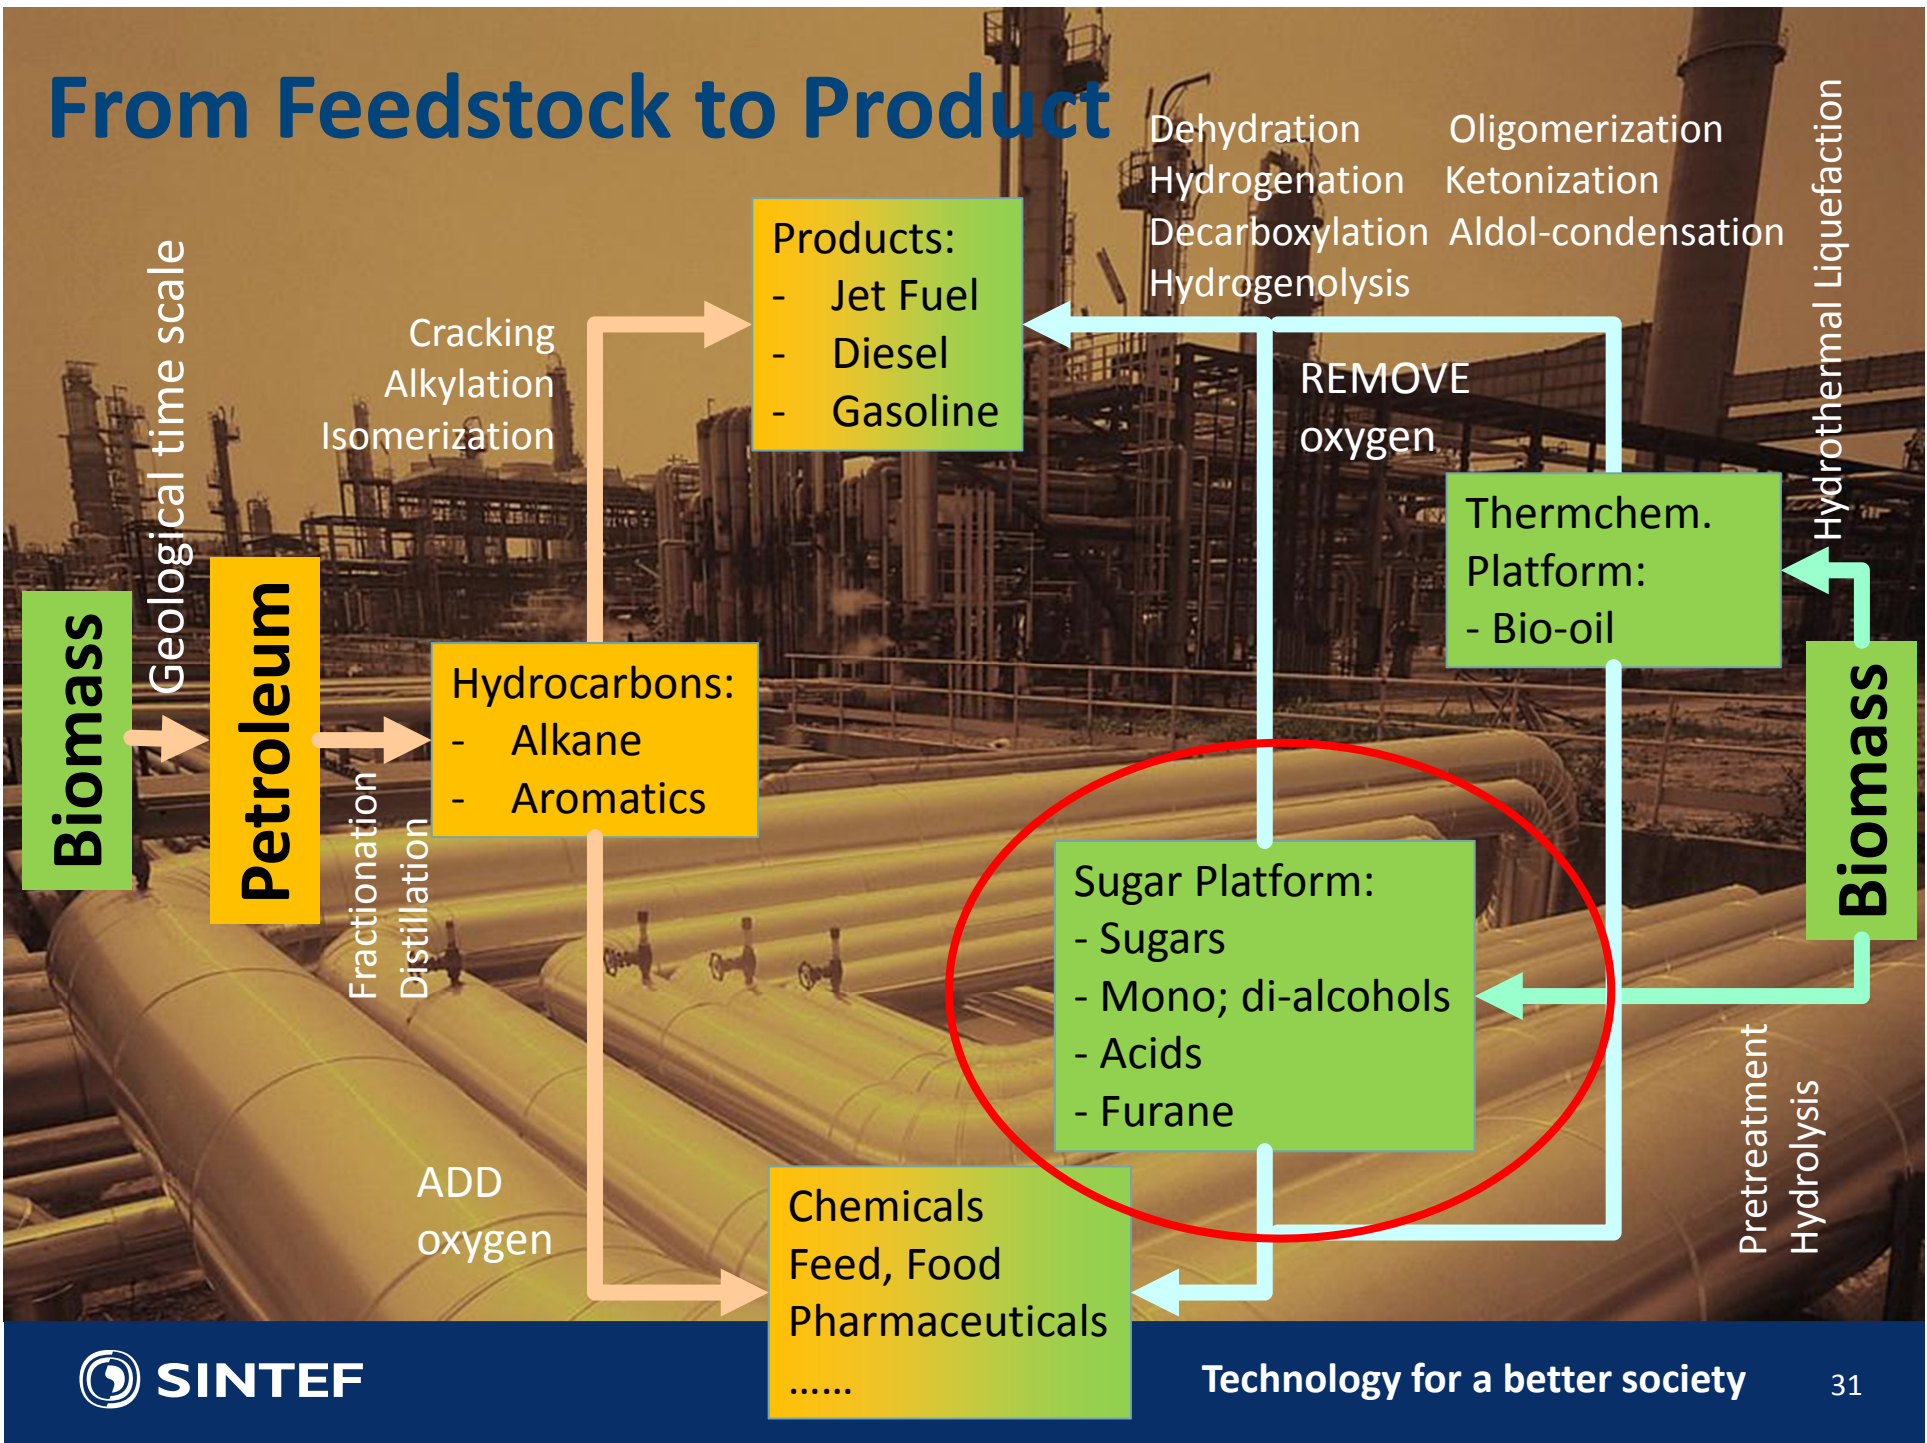 From Feedstock to Product
Dehydration Oligomerization
Hydrogenation Ketonization
Decarboxylation Aldol-condensation
Hydrogenolysis
Hydrothermal Liquefaction
Products:
- Jet Fuel
- Diesel
- Gasoline
Geological time scale
Cracking
Alkylation
Isomerization
REMOVE
oxygen
Thermchem.
Platform:
- Bio-oil
Biomass
Petroleum
Hydrocarbons:
- Alkane
- Aromatics
Fractionation
Distillation
Biomass
Sugar Platform:
- Sugars
- Mono; di-alcohols
- Acids
- Furane
Pretreatment
Hydrolysis
ADD
oxygen
Chemicals
Feed, Food
Pharmaceuticals
......
SINTEF
Technology for a better society
31